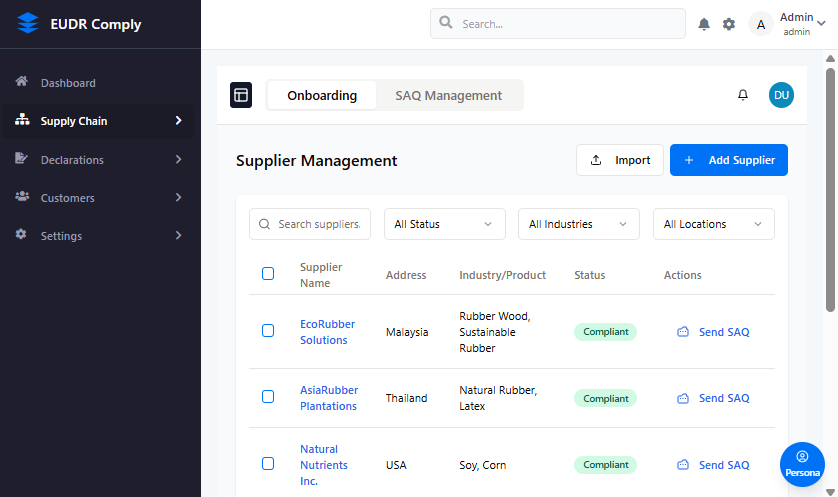 EUDR Comply
Search...
A
Admin
admin
Dashboard
Supply Chain
Declarations
Customers
Settings
Onboarding
SAQ Management
DU
Supplier Management
Import
+ Add Supplier
Search suppliers.
All Status
All Industries
All Locations
Supplier
Name
Address
Industry/Product
Status
Actions
EcoRubber
Solutions
Malaysia
Rubber Wood,
Sustainable
Rubber
Compliant
Send SAQ
AsiaRubber
Plantations
Thailand
Natural Rubber,
Latex
Compliant
Send SAQ
Natural
Nutrients
Inc.
USA
Soy, Corn
Compliant
Send SAQ
Persona